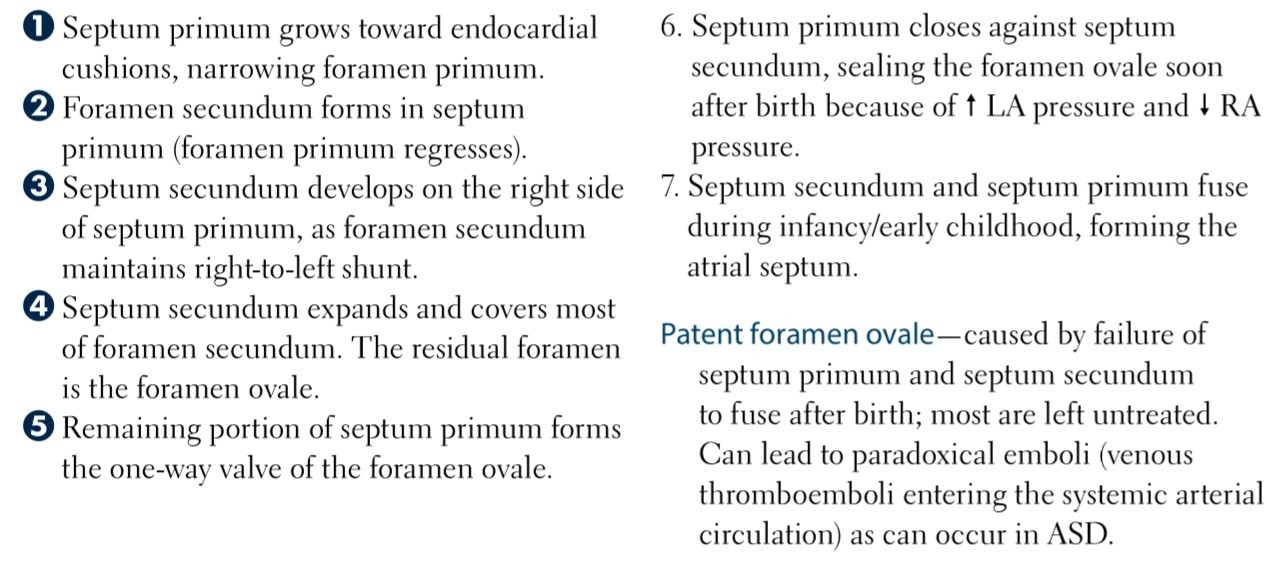 1 Septum primum grows toward endocardial
cushions, narrowing foramen primum.
2 Foramen secundum forms in septum
primum (foramen primum regresses).
3 Septum secundum develops on the right side
of septum primum, as foramen secundum
maintains right-to-left shunt.
4 Septum secundum expands and covers most
of foramen secundum. The residual foramen
is the foramen ovale.
5 Remaining portion of septum primum forms
the one-way valve of the foramen ovale.
6. Septum primum closes against septum
secundum, sealing the foramen ovale soon
after birth because of ↑ LA pressure and ↓ RA
pressure.
7. Septum secundum and septum primum fuse
during infancy/early childhood, forming the
atrial septum.
Patent foramen ovale—caused by failure of
septum primum and septum secundum
to fuse after birth; most are left untreated.
Can lead to paradoxical emboli (venous
thromboemboli entering the systemic arterial
circulation) as can occur in ASD.